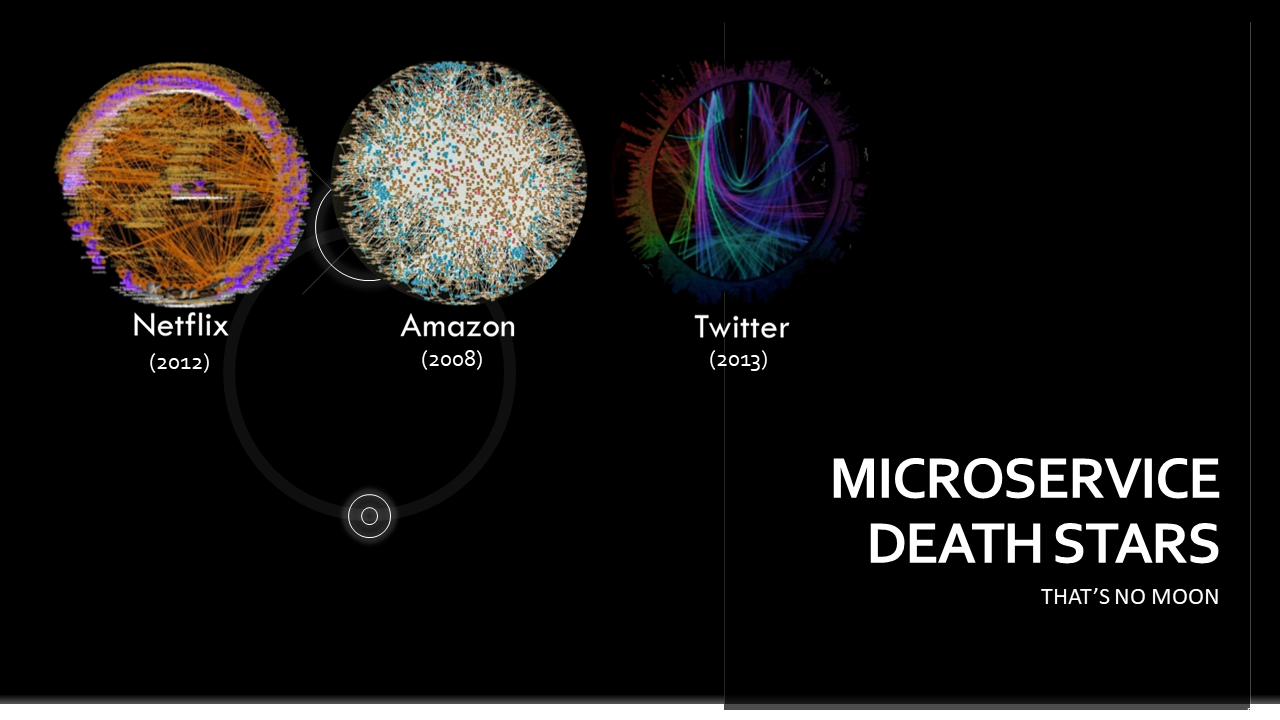 Netflix
(2012)
Amazon
(2008)
Twitter
(2013)
MICROSERVICE
DEATH STARS
THAT’S NO MOON